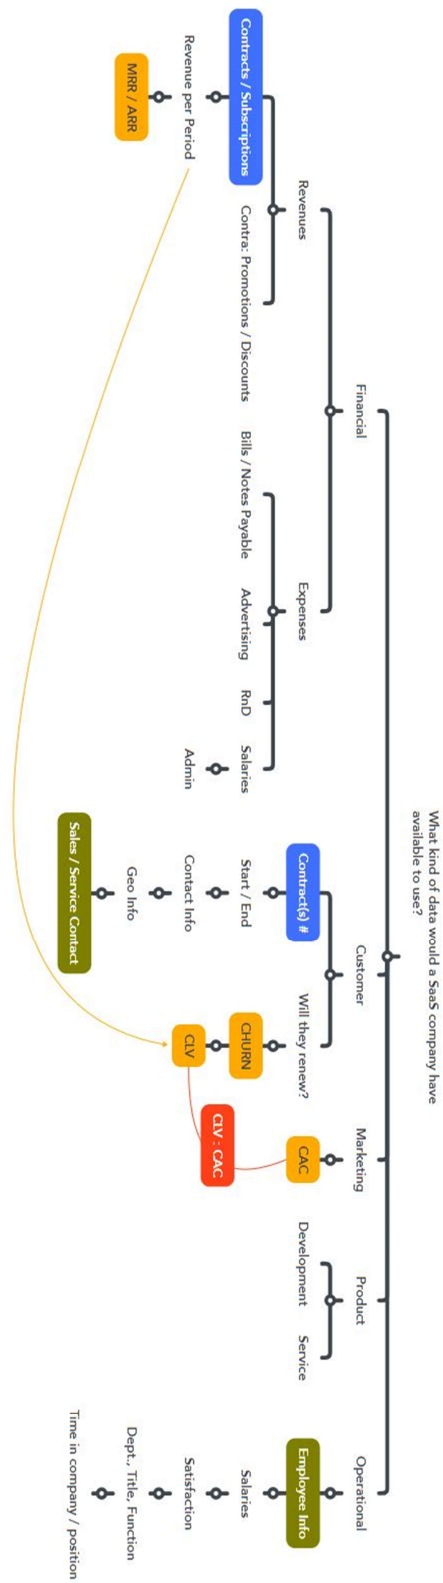 What kind of data would a SaaS company have
available to use?
Financial
Revenues
Contracts / Subscriptions
Revenue per Period
MRR / ARR
Contra: Promotions / Discounts
Expenses
Bills / Notes Payable
Advertising
RnD
Salaries
Admin
Customer
Contract(s) #
Start / End
Contact Info
Geo Info
Sales / Service Contact
Will they renew?
CHURN
CLV
CLV : CAC
Marketing
CAC
Product
Development
Service
Operational
Employee Info
Salaries
Satisfaction
Dept., Title, Function
Time in company / position